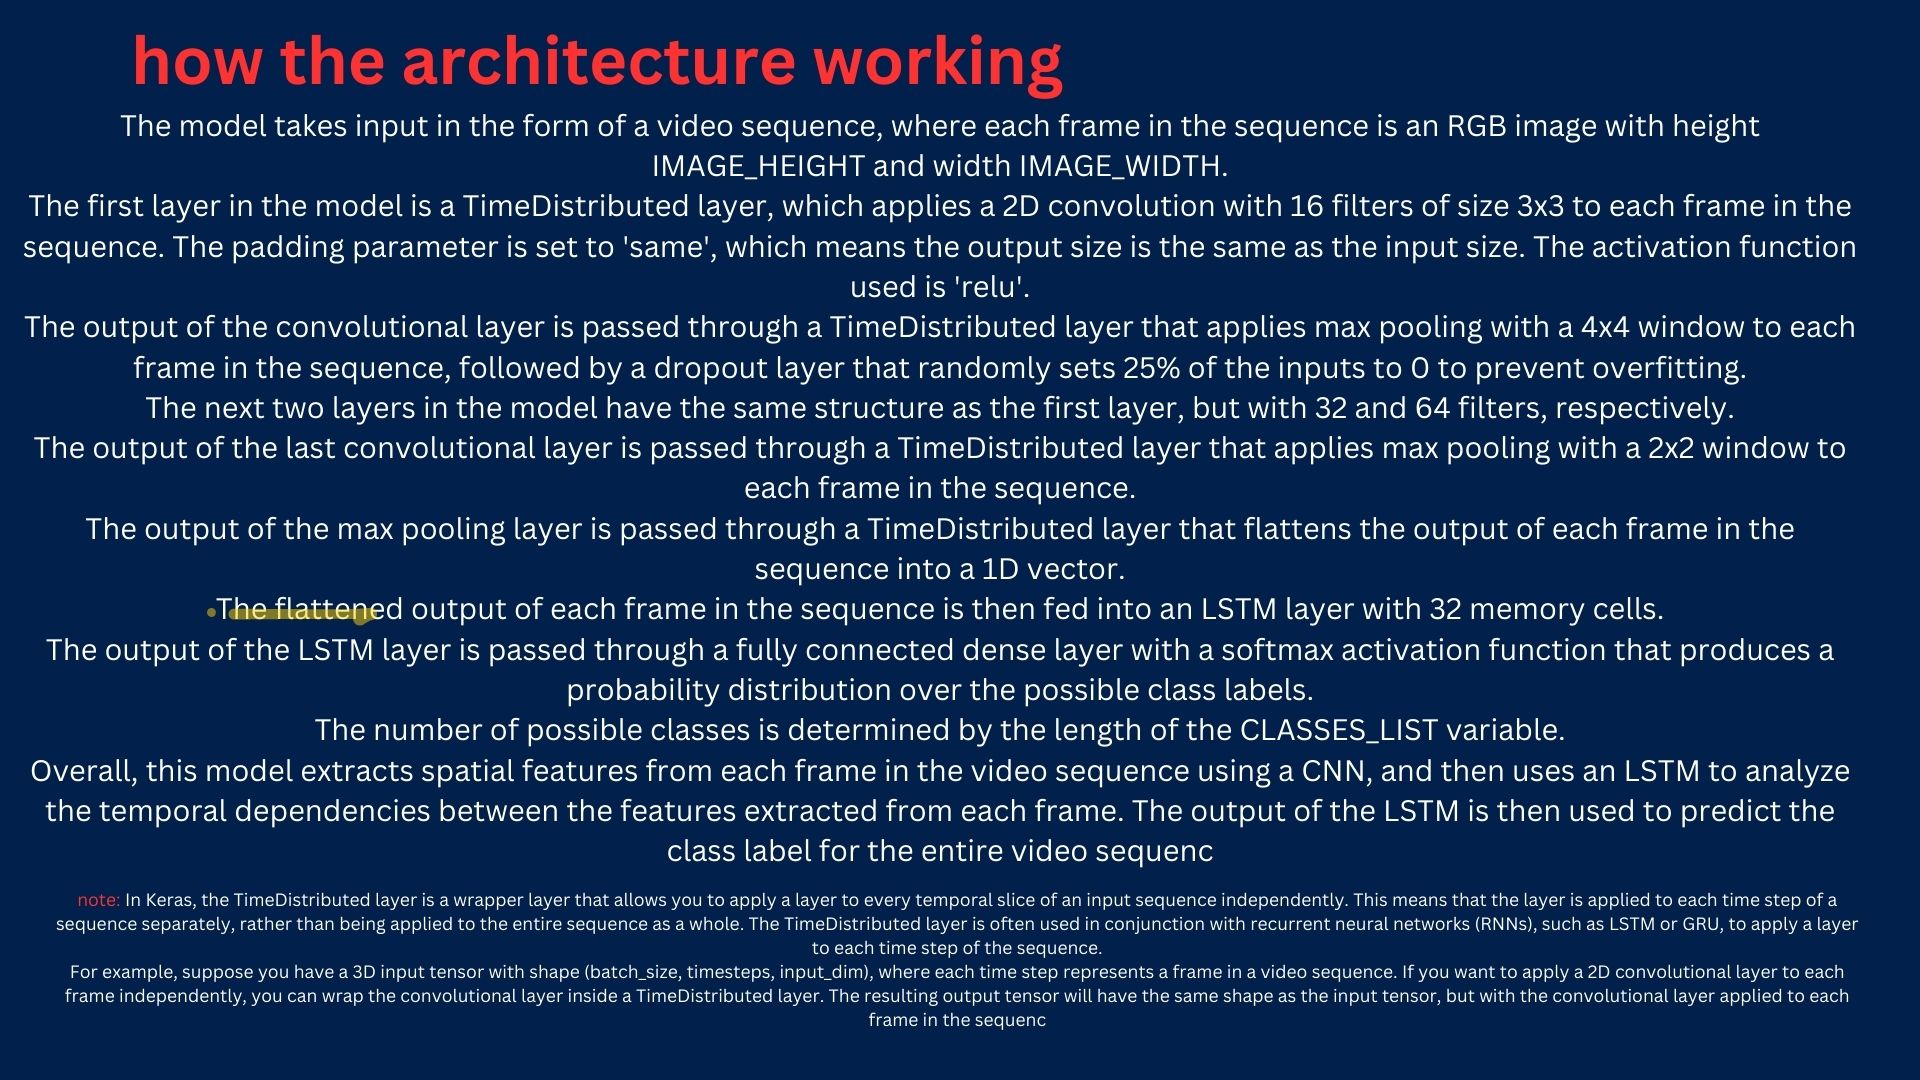 how the architecture working
The model takes input in the form of a video sequence, where each frame in the sequence is an RGB image with height
IMAGE_HEIGHT and width IMAGE_WIDTH.
The first layer in the model is a TimeDistributed layer, which applies a 2D convolution with 16 filters of size 3x3 to each frame in the
sequence. The padding parameter is set to 'same', which means the output size is the same as the input size. The activation function
used is 'relu'.
The output of the convolutional layer is passed through a TimeDistributed layer that applies max pooling with a 4x4 window to each
frame in the sequence, followed by a dropout layer that randomly sets 25% of the inputs to 0 to prevent overfitting.
The next two layers in the model have the same structure as the first layer, but with 32 and 64 filters, respectively.
The output of the last convolutional layer is passed through a TimeDistributed layer that applies max pooling with a 2x2 window to
each frame in the sequence.
The output of the max pooling layer is passed through a TimeDistributed layer that flattens the output of each frame in the
sequence into a 1D vector.
The flattened output of each frame in the sequence is then fed into an LSTM layer with 32 memory cells.
The output of the LSTM layer is passed through a fully connected dense layer with a softmax activation function that produces a
probability distribution over the possible class labels.
The number of possible classes is determined by the length of the CLASSES_LIST variable.
Overall, this model extracts spatial features from each frame in the video sequence using a CNN, and then uses an LSTM to analyze
the temporal dependencies between the features extracted from each frame. The output of the LSTM is then used to predict the
class label for the entire video sequenc
note: In Keras, the TimeDistributed layer is a wrapper layer that allows you to apply a layer to every temporal slice of an input sequence independently. This means that the layer is applied to each time step of a
sequence separately, rather than being applied to the entire sequence as a whole. The TimeDistributed layer is often used in conjunction with recurrent neural networks (RNNs), such as LSTM or GRU, to apply a layer
to each time step of the sequence.
For example, suppose you have a 3D input tensor with shape (batch_size, timesteps, input_dim), where each time step represents a frame in a video sequence. If you want to apply a 2D convolutional layer to each
frame independently, you can wrap the convolutional layer inside a TimeDistributed layer. The resulting output tensor will have the same shape as the input tensor, but with the convolutional layer applied to each
frame in the sequenc